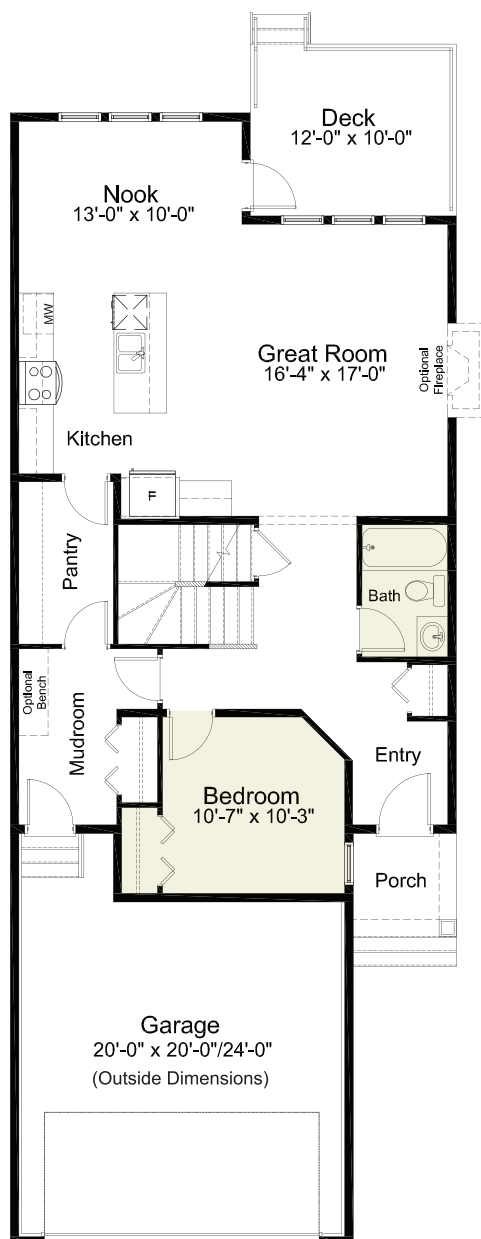 Deck
12'-0" x 10'-0"
Nook
13'-0" x 10'-0"
MW
Great Room
16'-4" x 17'-0"
Optional
Fireplace
Kitchen
Pantry
Bath
Optional
Bench
Mudroom
Entry
Bedroom
10'-7" x 10'-3"
Porch
Garage
20'-0" x 20'-0"/24'-0"
(Outside Dimensions)